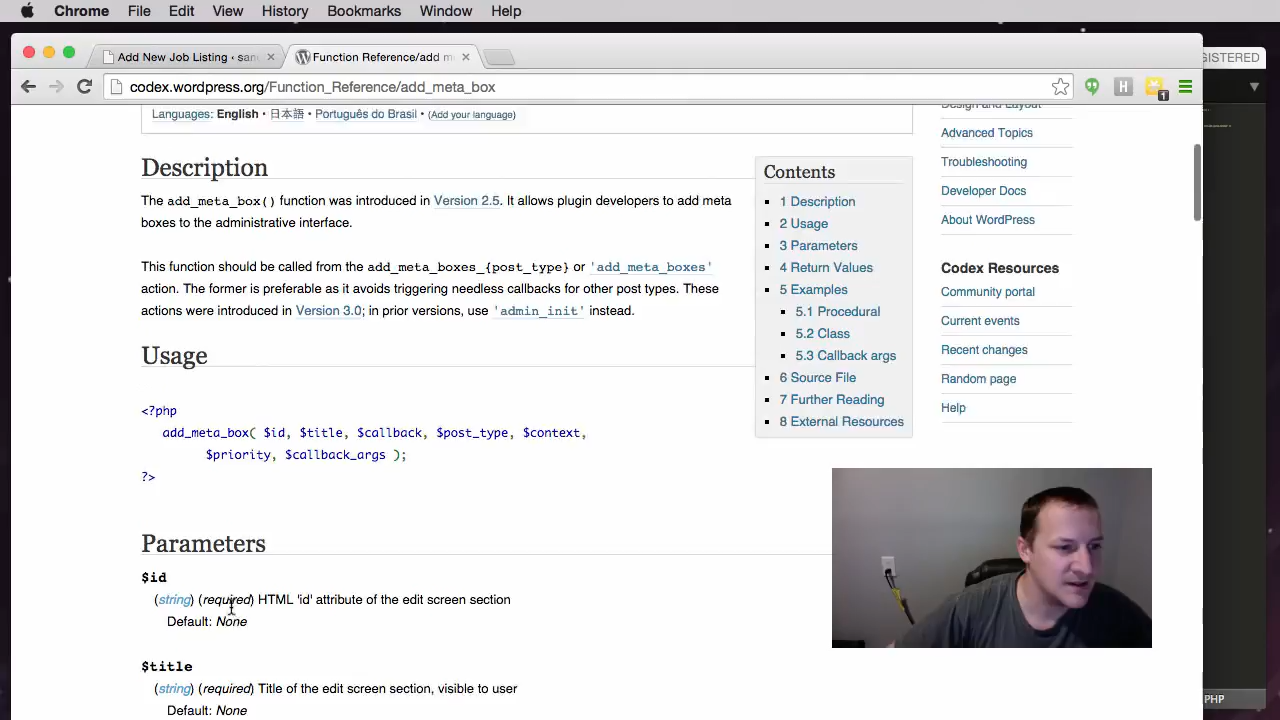 Chrome File Edit View History Bookmarks Window Help
Add New Job Listing ‹ san
Function Reference/add m
GISTERED
codex.wordpress.org/Function_Reference/add_meta_box
H
1
Languages: English • 日本語 • Português do Brasil • (Add your language)
Design and Layout
Advanced Topics
Troubleshooting
Developer Docs
About WordPress
Codex Resources
Community portal
Current events
Recent changes
Random page
Help
Description
The add_meta_box() function was introduced in Version 2.5. It allows plugin developers to add meta
boxes to the administrative interface.
This function should be called from the add_meta_boxes_{post_type} or 'add_meta_boxes'
action. The former is preferable as it avoids triggering needless callbacks for other post types. These
actions were introduced in Version 3.0; in prior versions, use 'admin_init' instead.
Contents
1 Description
2 Usage
3 Parameters
4 Return Values
5 Examples
5.1 Procedural
5.2 Class
5.3 Callback args
6 Source File
7 Further Reading
8 External Resources
Usage
<?php
add_meta_box( $id, $title, $callback, $post_type, $context,
$priority, $callback_args );
?>
Parameters
$id
(string) (required) HTML 'id' attribute of the edit screen section
Default: None
$title
(string) (required) Title of the edit screen section, visible to user
Default: None
PHP